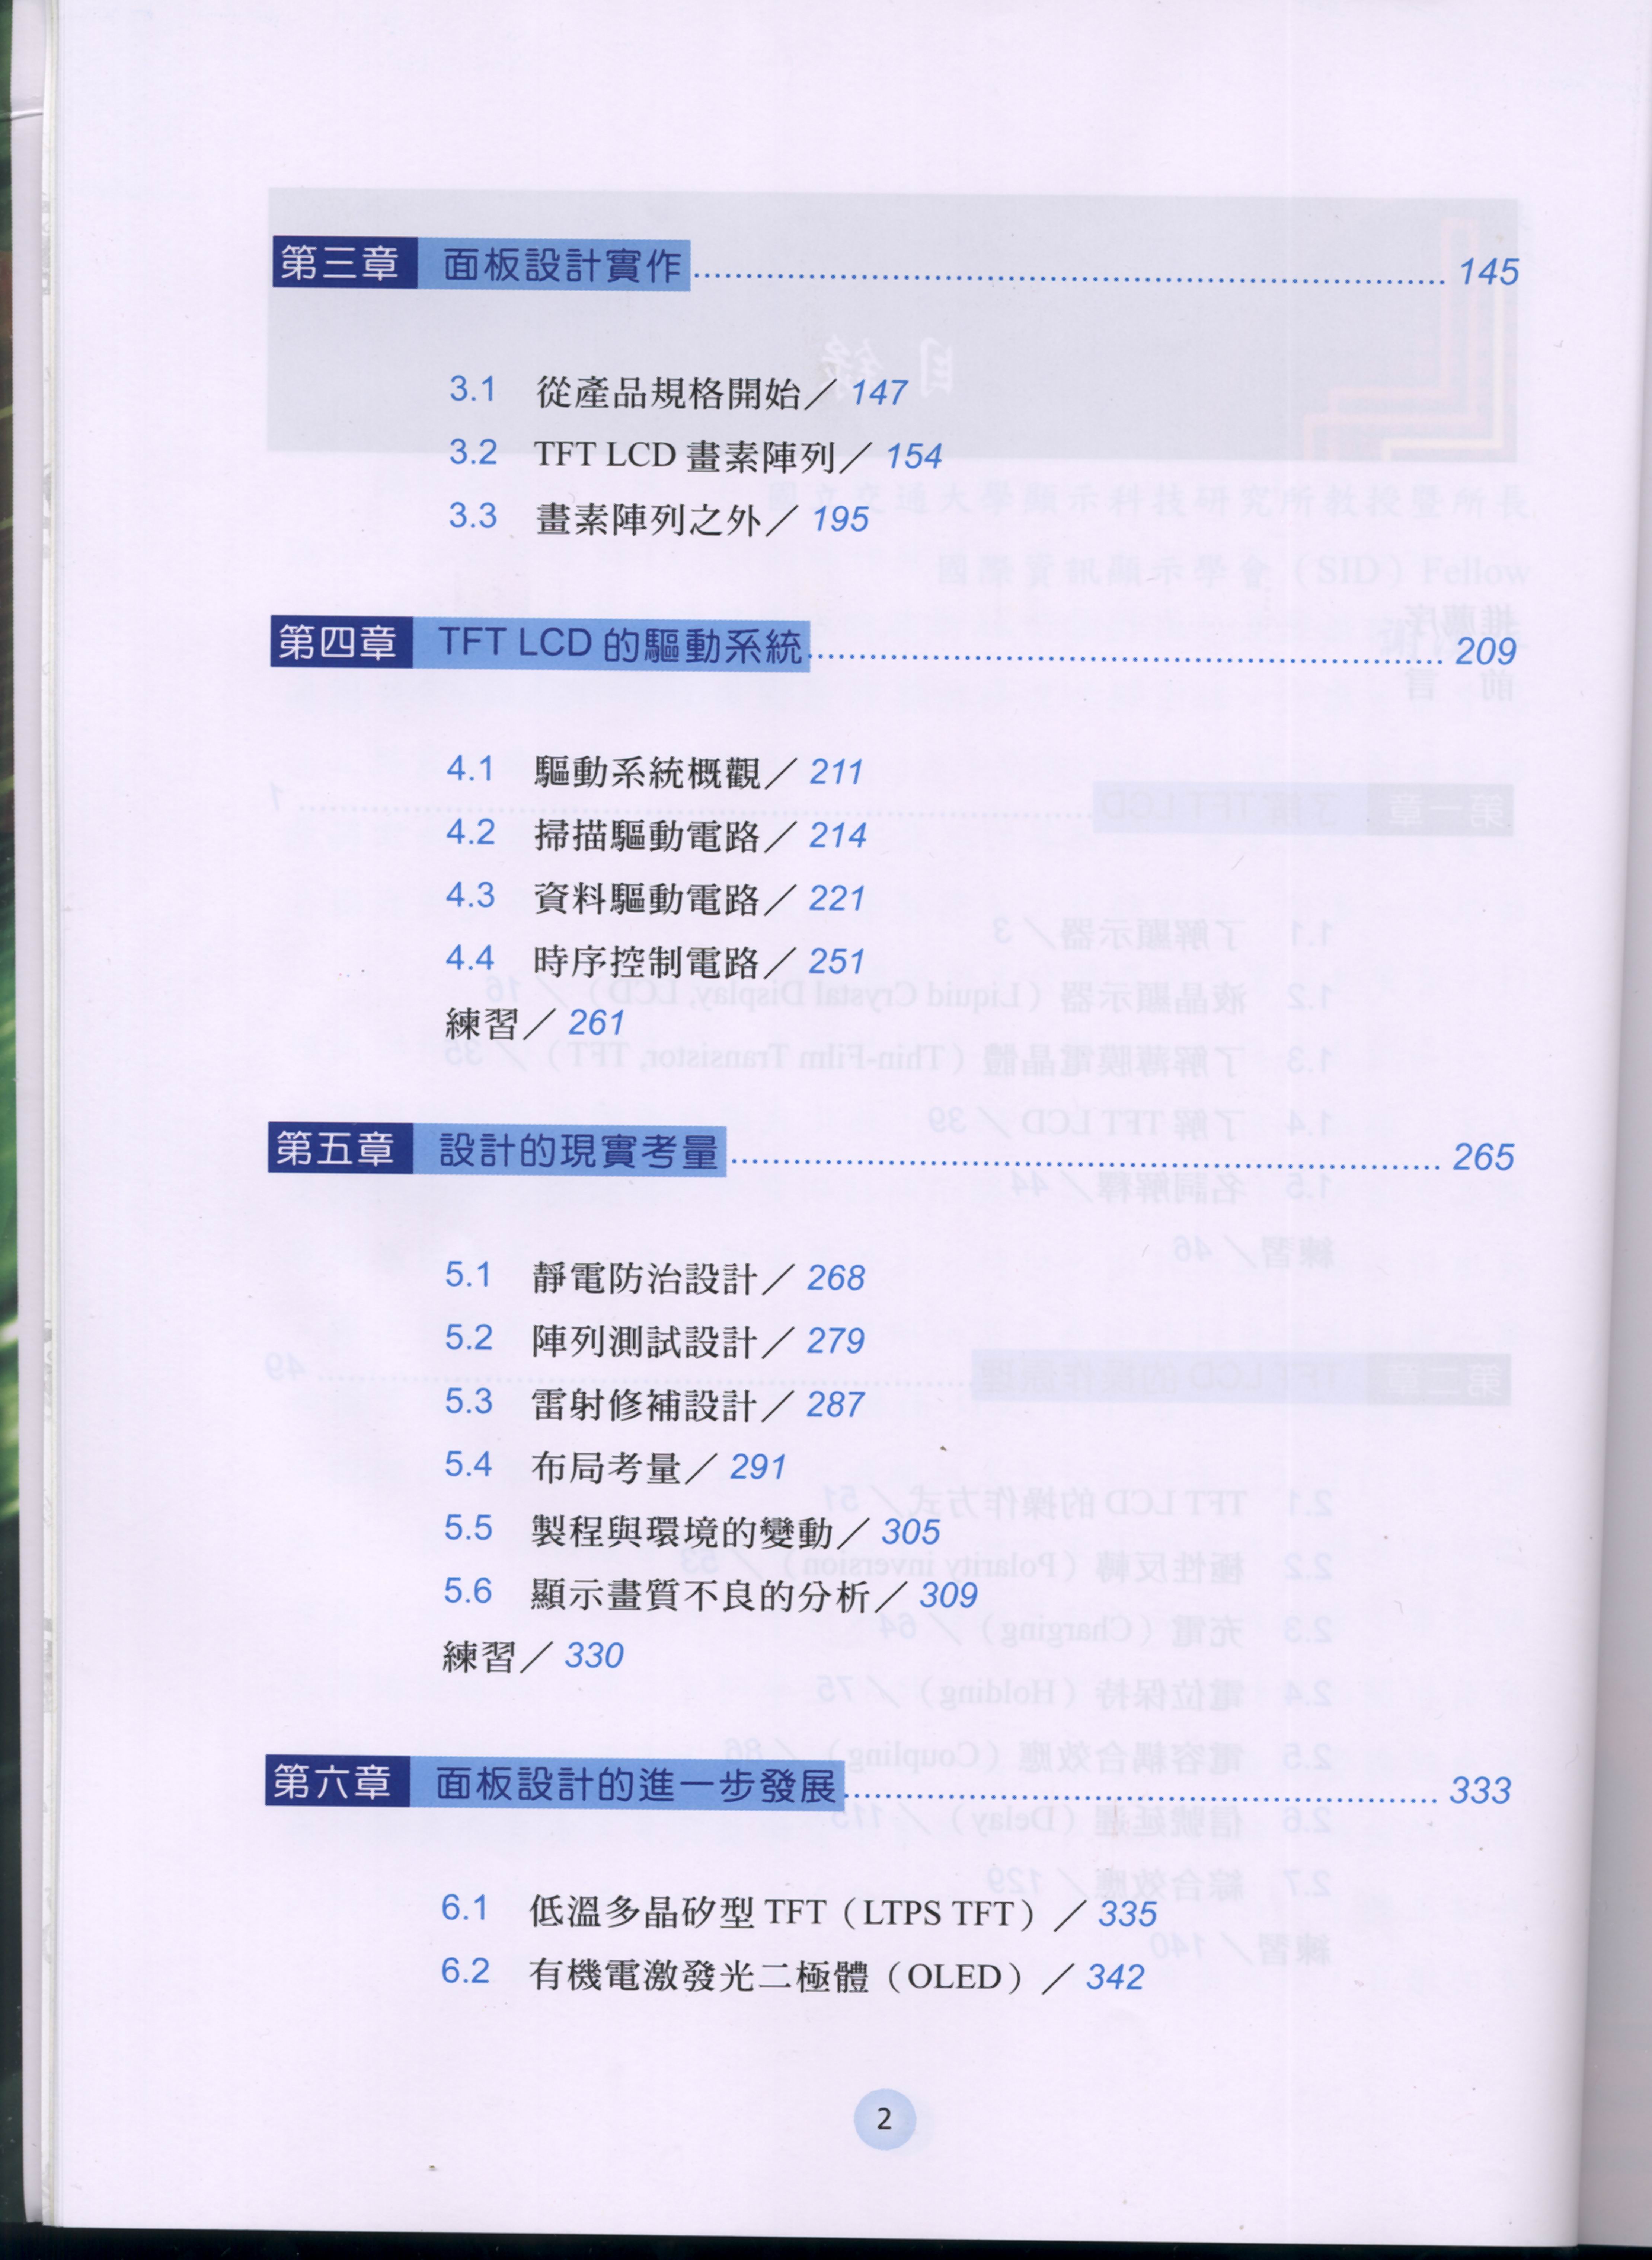 第三章 面板設計實作 145
3.1 從產品規格開始／147
3.2 TFT LCD 畫素陣列／154
3.3 畫素陣列之外／195
第四章 TFT LCD 的驅動系統 209
4.1 驅動系統概觀／211
4.2 掃描驅動電路／214
4.3 資料驅動電路／221
4.4 時序控制電路／251
練習／261
第五章 設計的現實考量 265
5.1 靜電防治設計／268
5.2 陣列測試設計／279
5.3 雷射修補設計／287
5.4 布局考量／291
5.5 製程與環境的變動／305
5.6 顯示畫質不良的分析／309
練習／330
第六章 面板設計的進一步發展 333
6.1 低溫多晶矽型 TFT（LTPS TFT）／335
6.2 有機電激發光二極體（OLED）／342
2